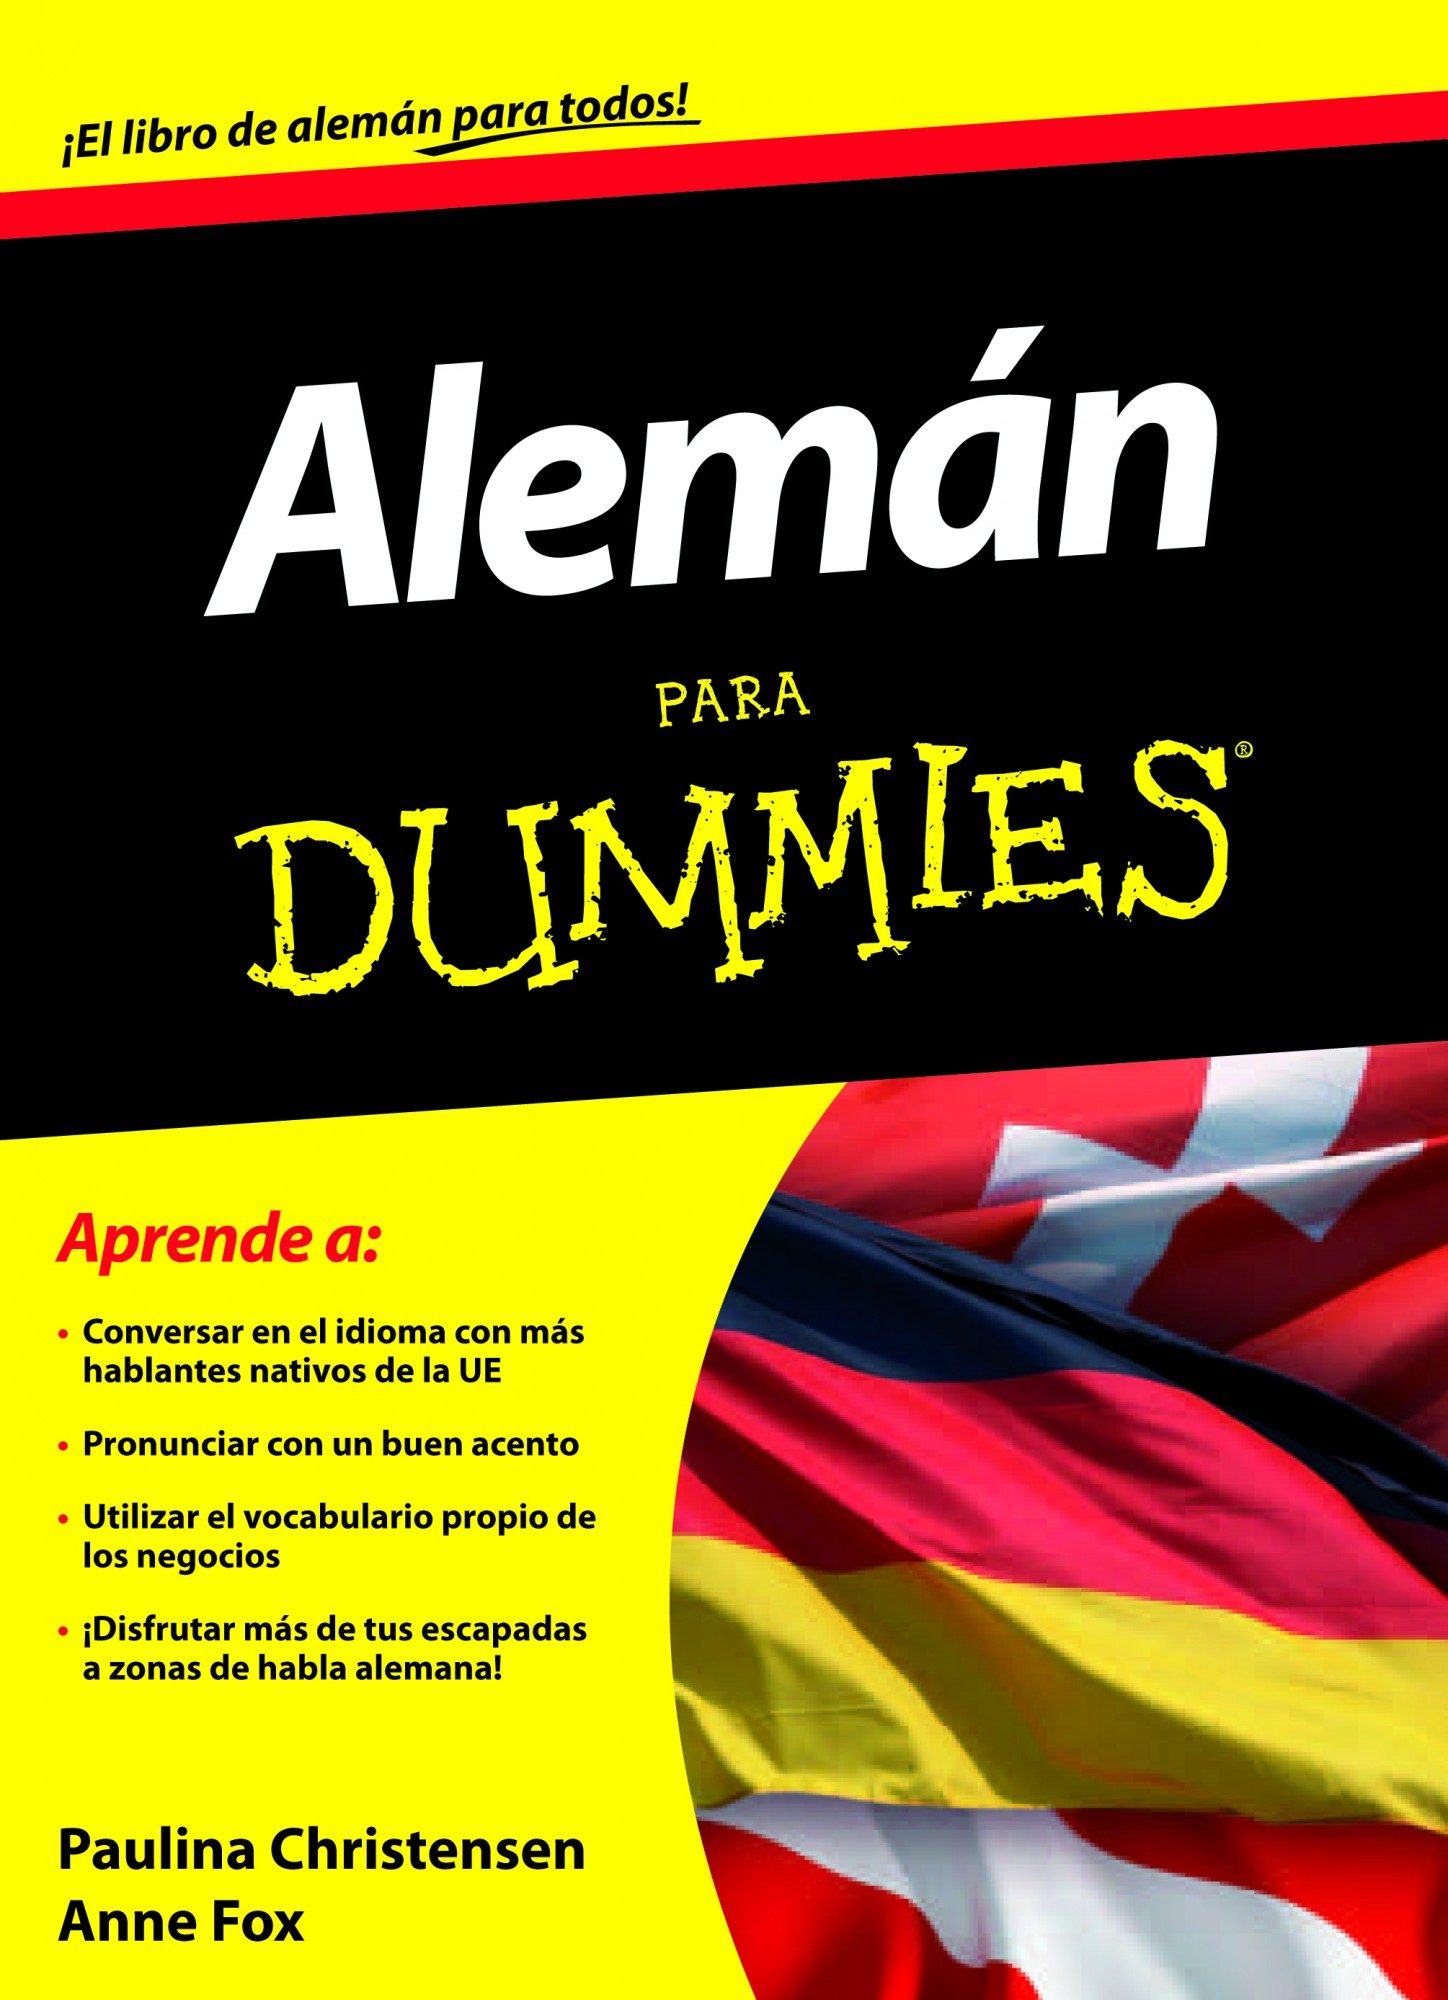 ¡El libro de alemán para todos!
Alemán
PARA
DUMMIES®
Aprende a:
• Conversar en el idioma con más
hablantes nativos de la UE
• Pronunciar con un buen acento
• Utilizar el vocabulario propio de
los negocios
• ¡Disfrutar más de tus escapadas
a zonas de habla alemana!
Paulina Christensen
Anne Fox